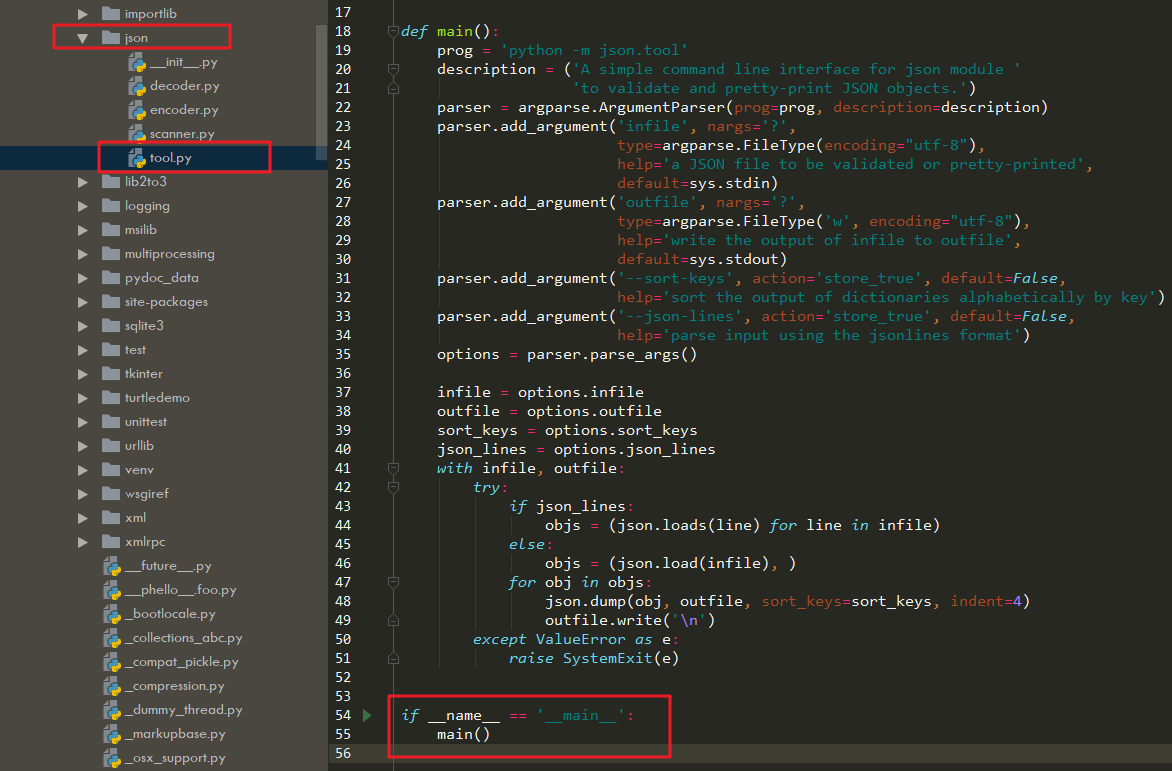 importlib
json
__init__.py
decoder.py
encoder.py
scanner.py
tool.py
lib2to3
logging
msilib
multiprocessing
pydoc_data
site-packages
sqlite3
test
tkinter
turtledemo
unittest
urllib
venv
wsgiref
xml
xmlrpc
__future__.py
__phello__.foo.py
_bootlocale.py
_collections_abc.py
_compat_pickle.py
_compression.py
_dummy_thread.py
_markupbase.py
_osx_support.py
17
18 def main():
19     prog = 'python -m json.tool'
20     description = ('A simple command line interface for json module '
21                    'to validate and pretty-print JSON objects.')
22     parser = argparse.ArgumentParser(prog=prog, description=description)
23     parser.add_argument('infile', nargs='?',
24                         type=argparse.FileType(encoding="utf-8"),
25                         help='a JSON file to be validated or pretty-printed',
26                         default=sys.stdin)
27     parser.add_argument('outfile', nargs='?',
28                         type=argparse.FileType('w', encoding="utf-8"),
29                         help='write the output of infile to outfile',
30                         default=sys.stdout)
31     parser.add_argument('--sort-keys', action='store_true', default=False,
32                         help='sort the output of dictionaries alphabetically by key')
33     parser.add_argument('--json-lines', action='store_true', default=False,
34                         help='parse input using the jsonlines format')
35     options = parser.parse_args()
36
37     infile = options.infile
38     outfile = options.outfile
39     sort_keys = options.sort_keys
40     json_lines = options.json_lines
41     with infile, outfile:
42         try:
43             if json_lines:
44                 objs = (json.loads(line) for line in infile)
45             else:
46                 objs = (json.load(infile), )
47             for obj in objs:
48                 json.dump(obj, outfile, sort_keys=sort_keys, indent=4)
49                 outfile.write('\n')
50         except ValueError as e:
51             raise SystemExit(e)
52
53
54 if __name__ == '__main__':
55     main()
56